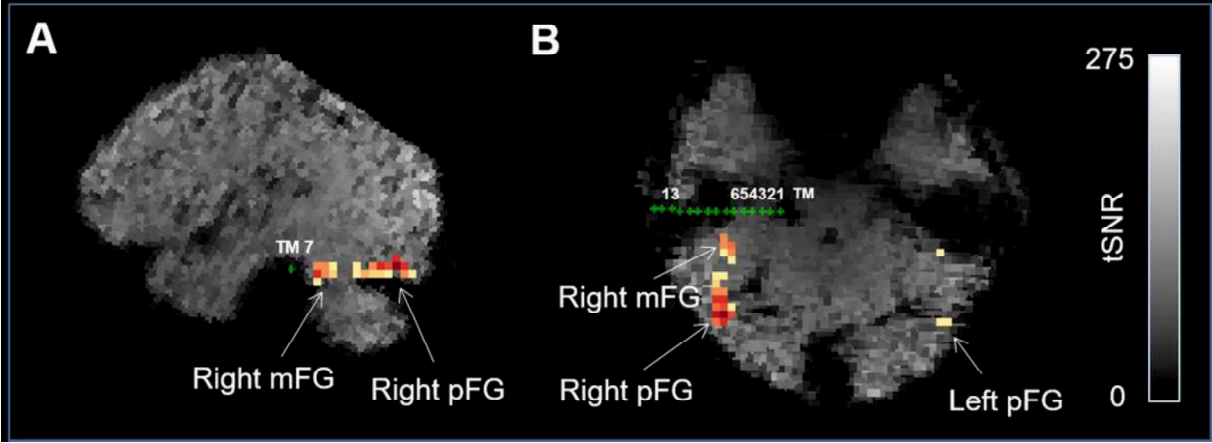 A
B
275
13
654321 TM
TM 7
tSNR
Right mFG
Right mFG
Right pFG
Right pFG
Left pFG
0